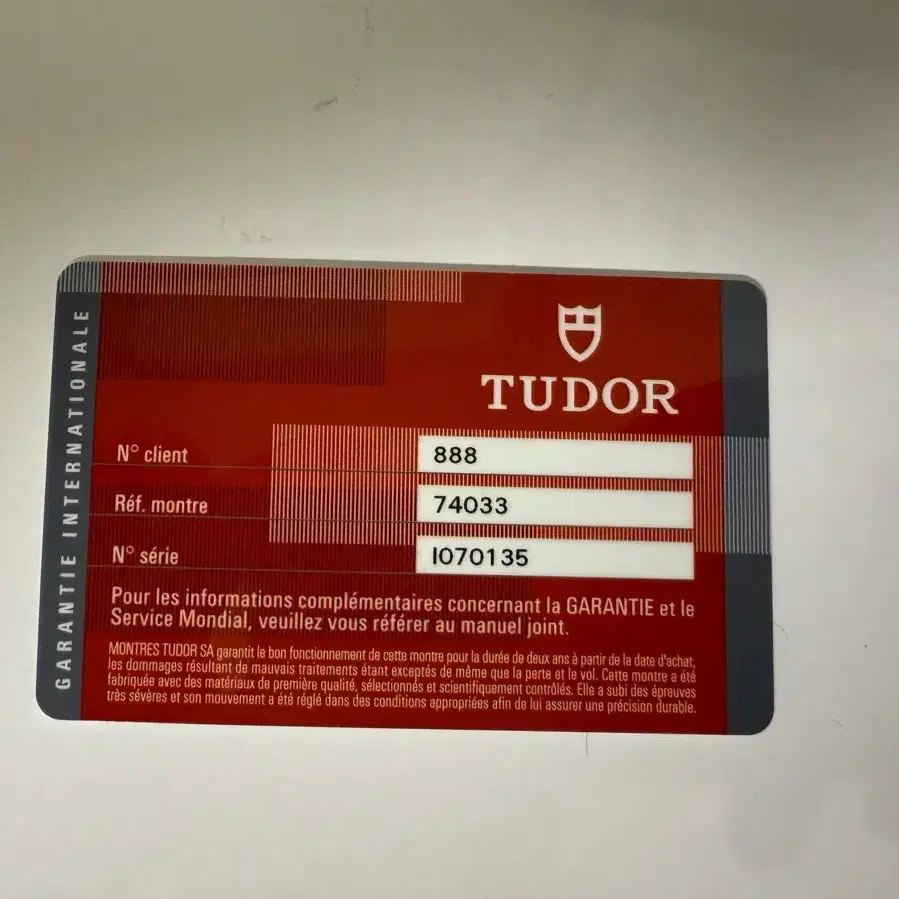 GARANTIE INTERNATIONALE
TUDOR
N° client 888
Réf. montre 74033
N° série I070135
Pour les informations complémentaires concernant la GARANTIE et le
Service Mondial, veuillez vous référer au manuel joint.
MONTRES TUDOR SA garantit le bon fonctionnement de cette montre pour la durée de deux ans à partir de la date d'achat,
les dommages résultant de mauvais traitements étant exceptés de même que la perte et le vol. Cette montre a été
fabriquée avec des matériaux de première qualité, sélectionnés et scientifiquement contrôlés. Elle a subi des épreuves
très sévères et son mouvement a été réglé dans des conditions appropriées afin de lui assurer une précision durable.